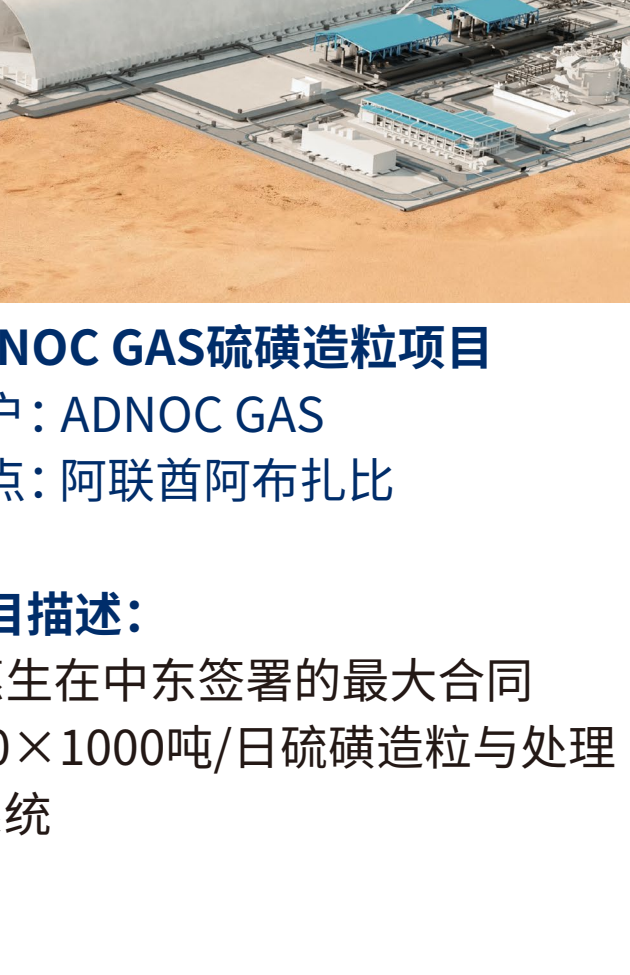 NOC GAS硫磺造粒项目
户：ADNOC GAS
点：阿联酋阿布扎比
目描述：
生在中东签署的最大合同
0×1000吨/日硫磺造粒与处理
统